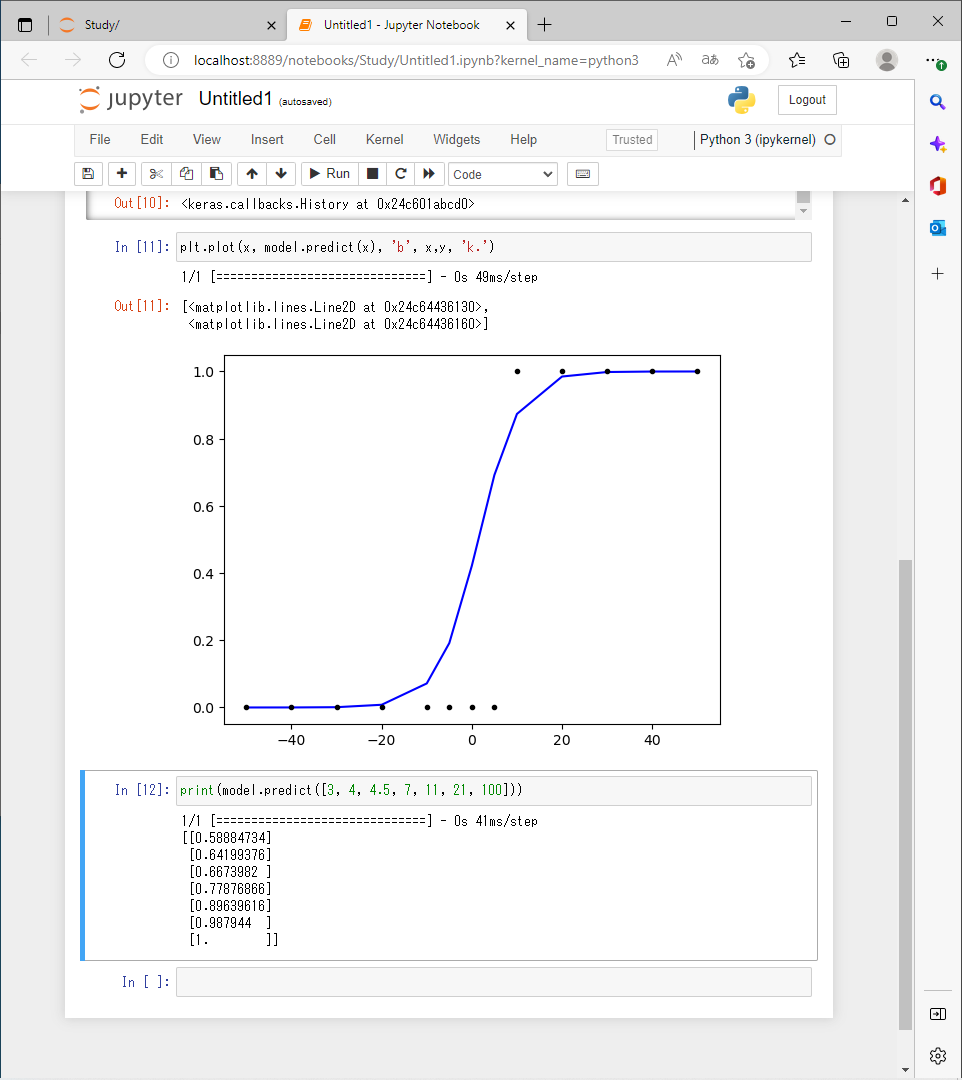 Study/
Untitled1 - Jupyter Notebook
localhost:8889/notebooks/Study/Untitled1.ipynb?kernel_name=python3
jupyter Untitled1 (autosaved)
Logout
File Edit View Insert Cell Kernel Widgets Help
Trusted
Python 3 (ipykernel)
Run
Code
Out[10]: <keras.callbacks.History at 0x24c601abcd0>
In [11]: plt.plot(x, model.predict(x), 'b', x,y, 'k.')
1/1 [==============================] - 0s 49ms/step
Out[11]: [<matplotlib.lines.Line2D at 0x24c64436130>,
<matplotlib.lines.Line2D at 0x24c64436160>]
1.0
0.8
0.6
0.4
0.2
0.0
−40 −20 0 20 40
In [12]: print(model.predict([3, 4, 4.5, 7, 11, 21, 100]))
1/1 [==============================] - 0s 41ms/step
[[0.58884734]
[0.64199376]
[0.6673982 ]
[0.77876866]
[0.89639616]
[0.987944  ]
[1.        ]]
In [ ]: